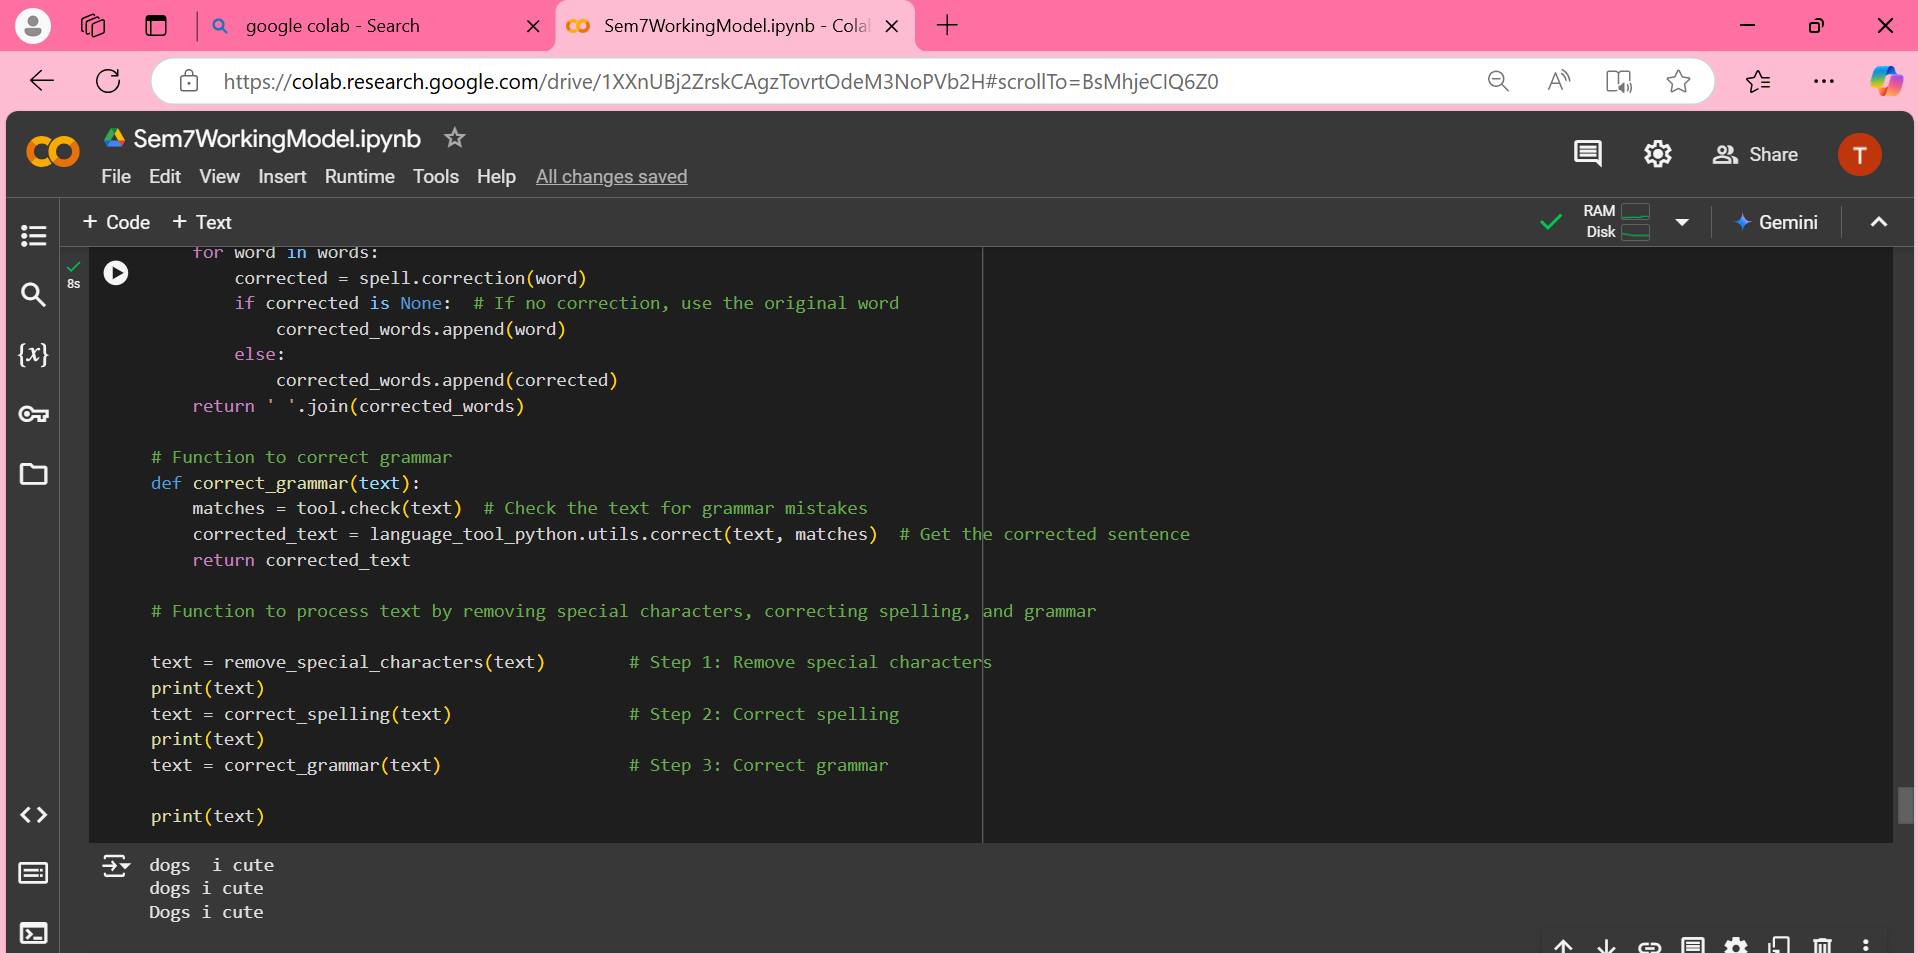 google colab - Search
Sem7WorkingModel.ipynb - Cola
https://colab.research.google.com/drive/1XXnUBj2ZrskCAgzTovrtOdeM3NoPVb2H#scrollTo=BsMhjeCIQ6Z0
Sem7WorkingModel.ipynb
Share
T
File Edit View Insert Runtime Tools Help All changes saved
+ Code + Text
RAM
Disk
Gemini
8s
for word in words:
corrected = spell.correction(word)
if corrected is None:  # If no correction, use the original word
corrected_words.append(word)
else:
corrected_words.append(corrected)
return ' '.join(corrected_words)
# Function to correct grammar
def correct_grammar(text):
matches = tool.check(text)  # Check the text for grammar mistakes
corrected_text = language_tool_python.utils.correct(text, matches)  # Get the corrected sentence
return corrected_text
# Function to process text by removing special characters, correcting spelling, and grammar
text = remove_special_characters(text)        # Step 1: Remove special characters
print(text)
text = correct_spelling(text)                 # Step 2: Correct spelling
print(text)
text = correct_grammar(text)                  # Step 3: Correct grammar
print(text)
dogs  i cute
dogs i cute
Dogs i cute